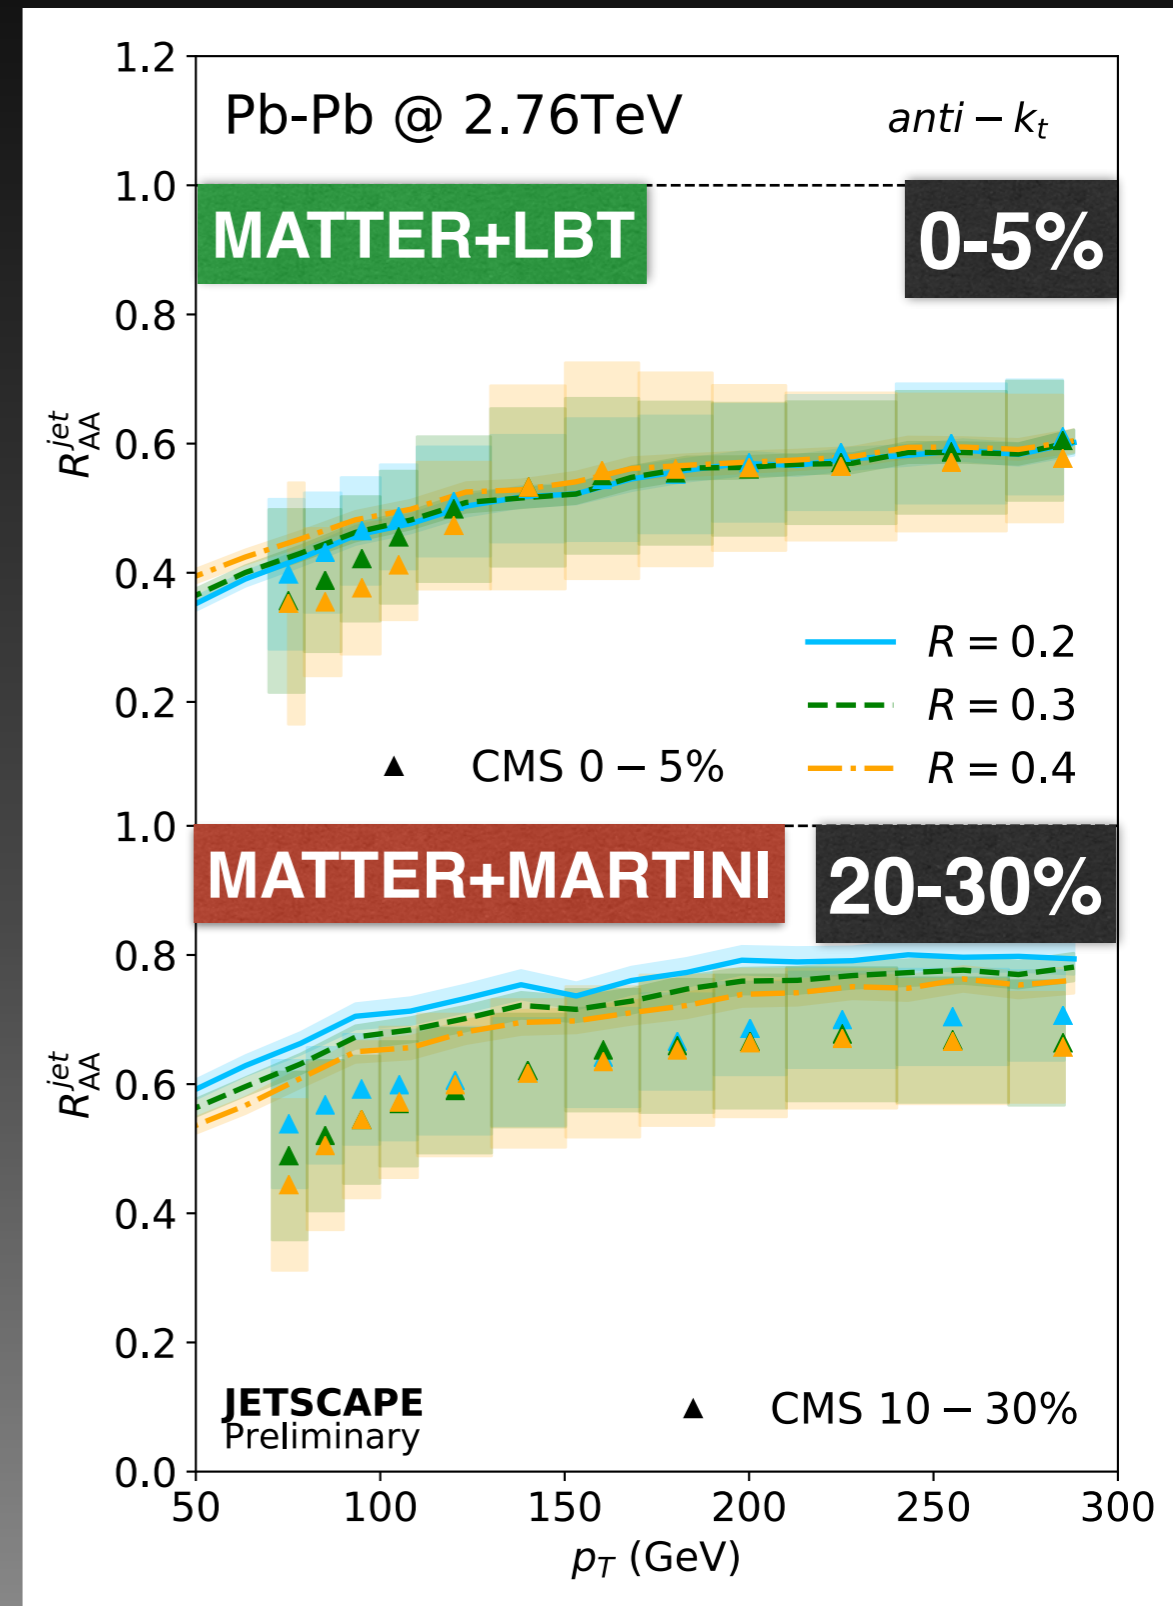 1.2
Pb-Pb @ 2.76TeV
anti − k_t
1.0
MATTER+LBT
0-5%
0.8
R_AA^jet
0.6
0.4
R = 0.2
R = 0.3
0.2
CMS 0 − 5%
R = 0.4
1.0
MATTER+MARTINI
20-30%
0.8
R_AA^jet
0.6
0.4
0.2
JETSCAPE
Preliminary
CMS 10 − 30%
0.0
50 100 150 200 250 300
p_T (GeV)